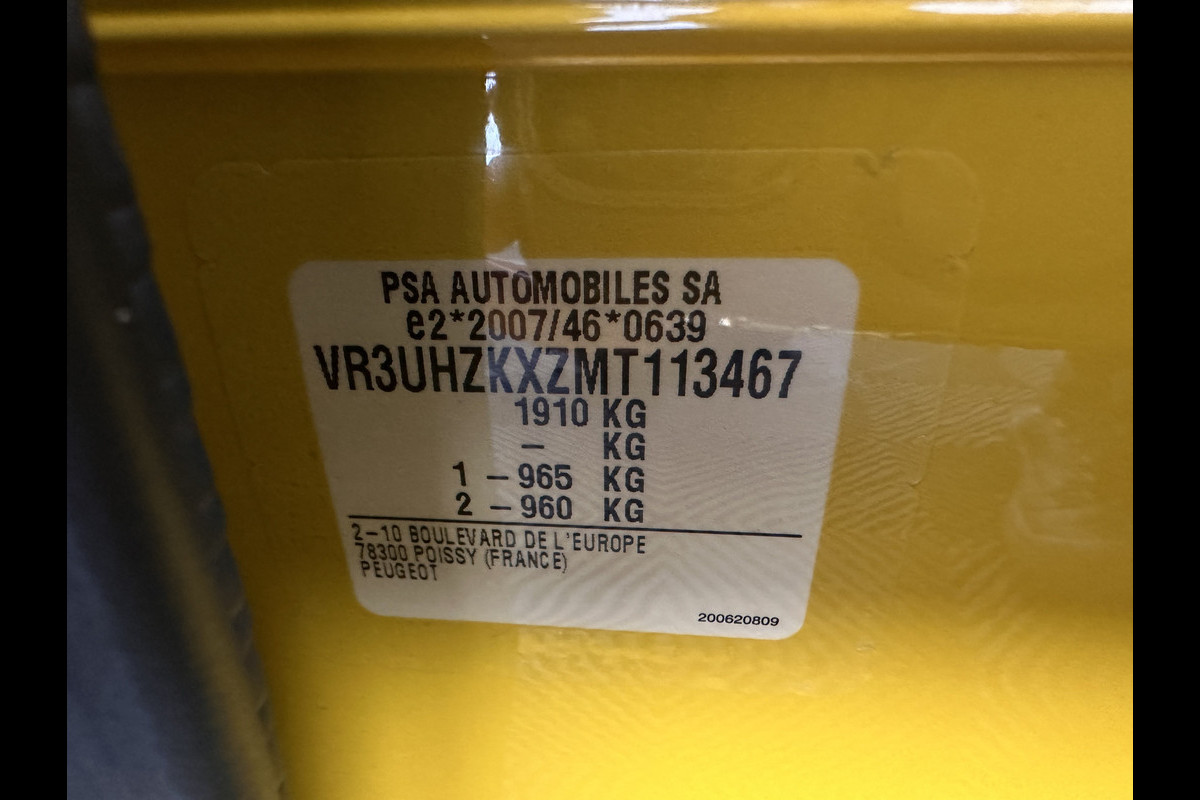 PSA AUTOMOBILES SA
e2*2007/46*0639
VR3UHZKXZMT113467
1910 KG
– KG
1 – 965 KG
2 – 960 KG
2–10 BOULEVARD DE L'EUROPE
78300 POISSY (FRANCE)
PEUGEOT
200620809